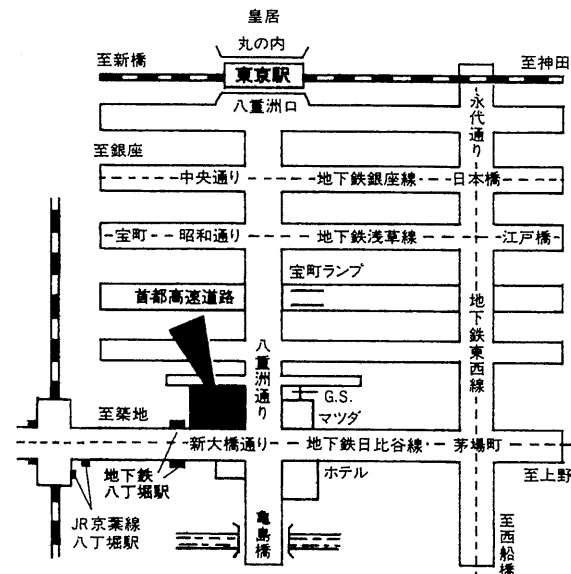 皇居
丸の内
至新橋
東京駅
至神田
八重洲口
永代通り
至銀座
中央通り
地下鉄銀座線
日本橋
宝町
昭和通り
地下鉄浅草線
江戸橋
宝町ランプ
首都高速道路
地下鉄東西線
八重洲通り
G.S.
マツダ
至築地
新大橋通り
地下鉄日比谷線
茅場町
至上野
地下鉄
八丁堀駅
ホテル
JR京葉線
八丁堀駅
亀島橋
至西船橋